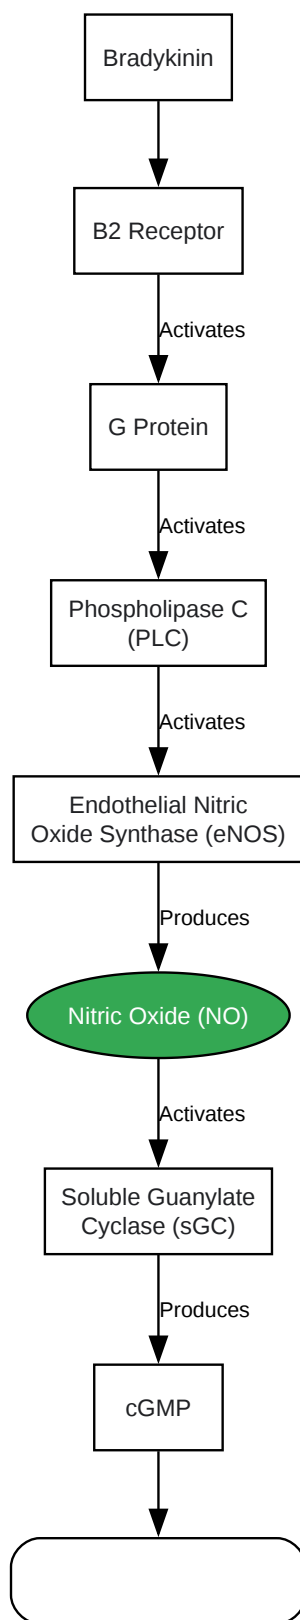 Bradykinin
B2 Receptor
Activates
G Protein
Activates
Phospholipase C
(PLC)
Activates
Endothelial Nitric
Oxide Synthase (eNOS)
Produces
Nitric Oxide (NO)
Activates
Soluble Guanylate
Cyclase (sGC)
Produces
cGMP